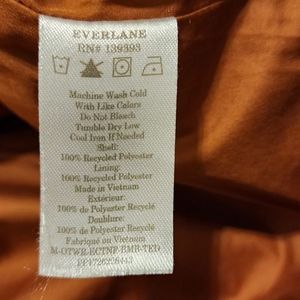 EVERLANE
RN# 139393
Machine Wash Cold
With Like Colors
Do Not Bleach
Tumble Dry Low
Cool Iron If Needed
Shell:
100% Recycled Polyester
Lining:
100% Recycled Polyester
Made in Vietnam
Extérieur:
100% de Polyester Recyclé
Doublure:
100% de Polyester Recyclé
Fabriqué au Vietnam